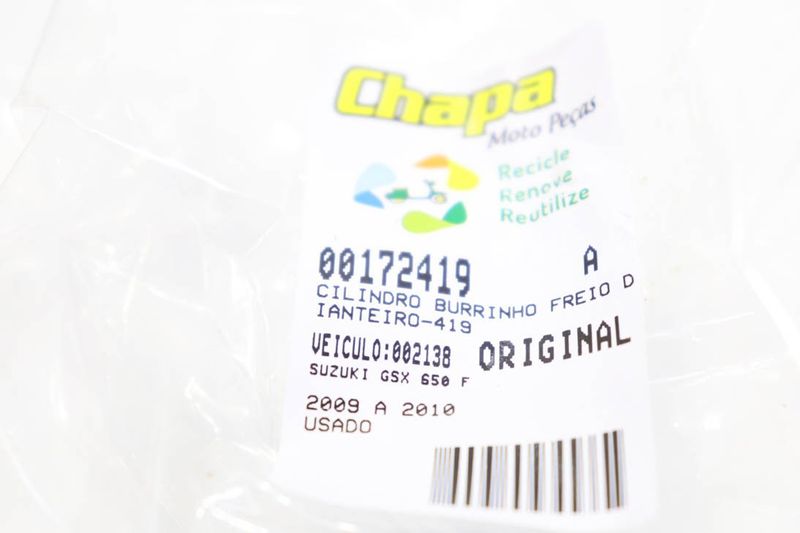 Chapa
Moto Peças
Recicle
Renove
Reutilize
00172419 A
CILINDRO BURRINHO FREIO D
IANTEIRO-419
VEICULO:002138 ORIGINAL
SUZUKI GSX 650 F
2009 A 2010
USADO